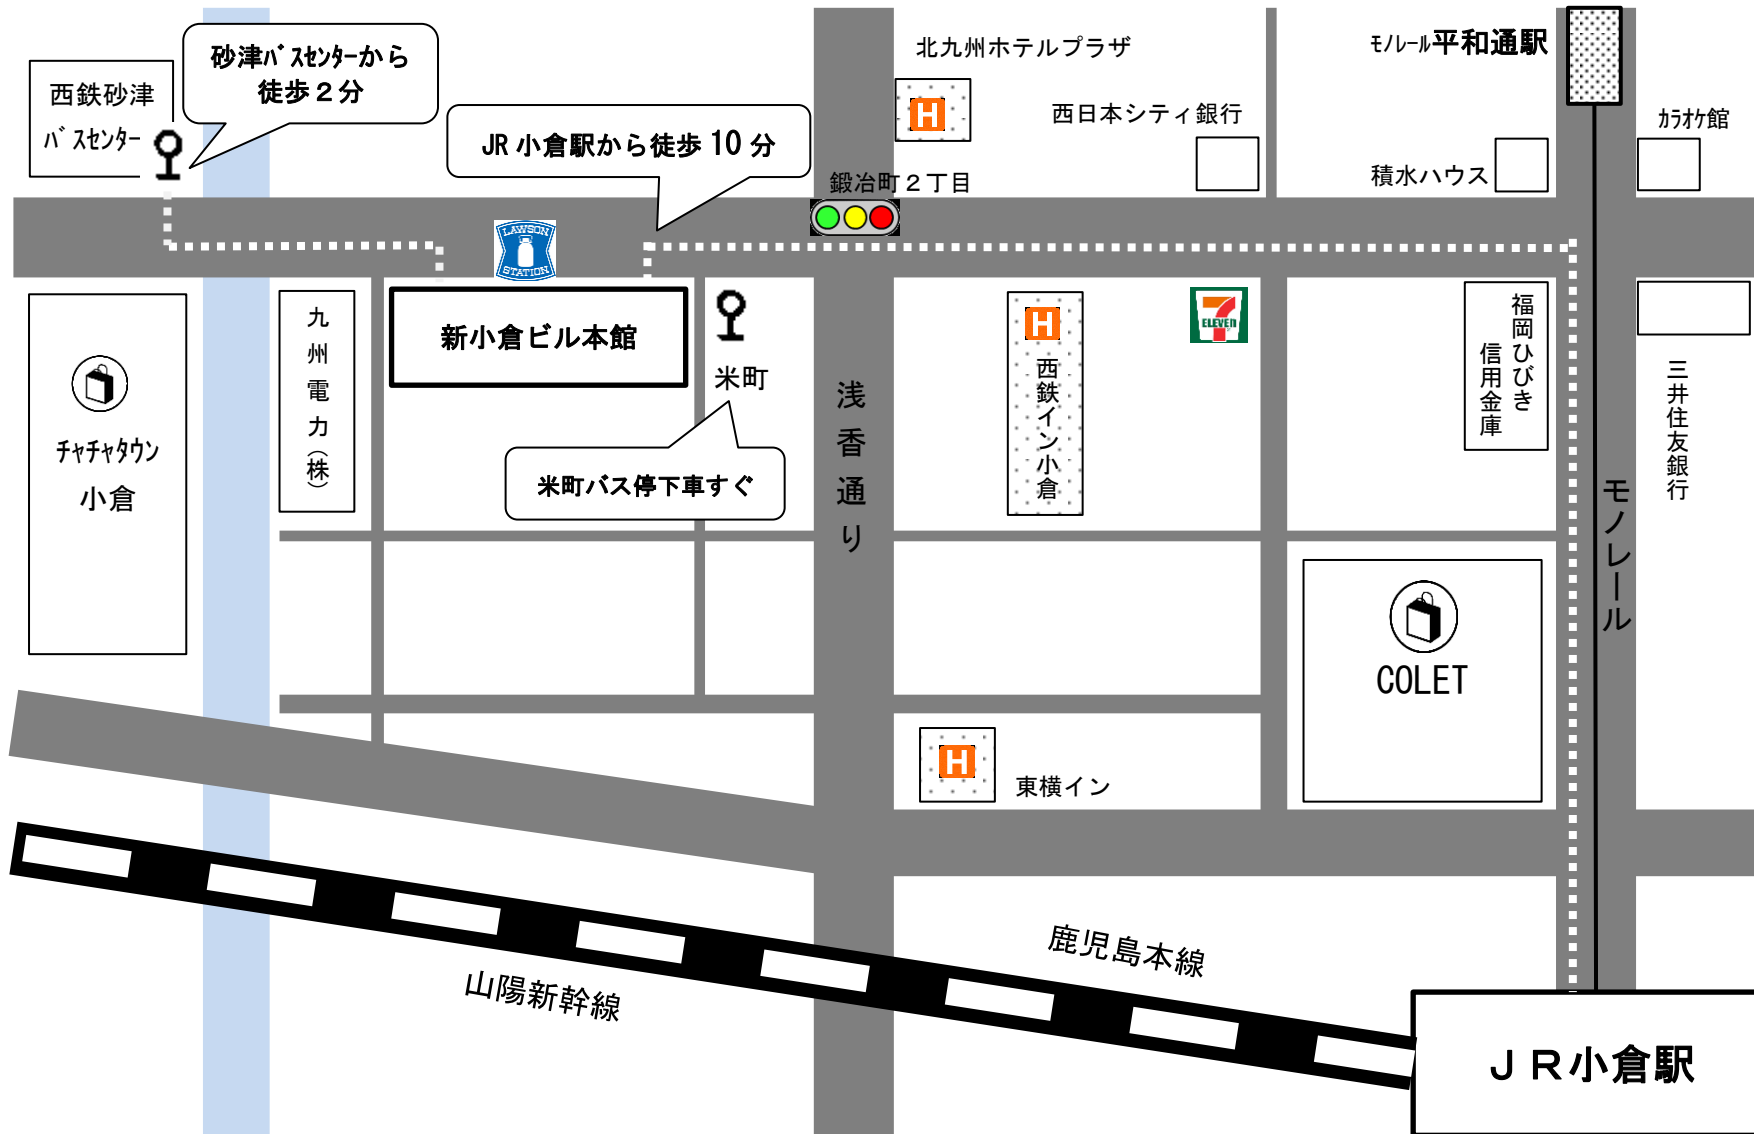 砂津ﾊﾞｽｾﾝﾀｰから
徒歩２分
西鉄砂津
ﾊﾞｽｾﾝﾀｰ
JR 小倉駅から徒歩 10 分
北九州ホテルプラザ
H
西日本シティ銀行
ﾓﾉﾚｰﾙ平和通駅
ｶﾗｵｹ館
積水ハウス
鍛冶町２丁目
LAWSON
STATION
新小倉ビル本館
九州電力㈱
チャチャタウン
小倉
米町
米町バス停下車すぐ
浅香通り
H
西鉄イン小倉
7
ELEVEn
福岡ひびき
信用金庫
三井住友銀行
モノレール
COLET
H
東横イン
鹿児島本線
山陽新幹線
ＪＲ小倉駅